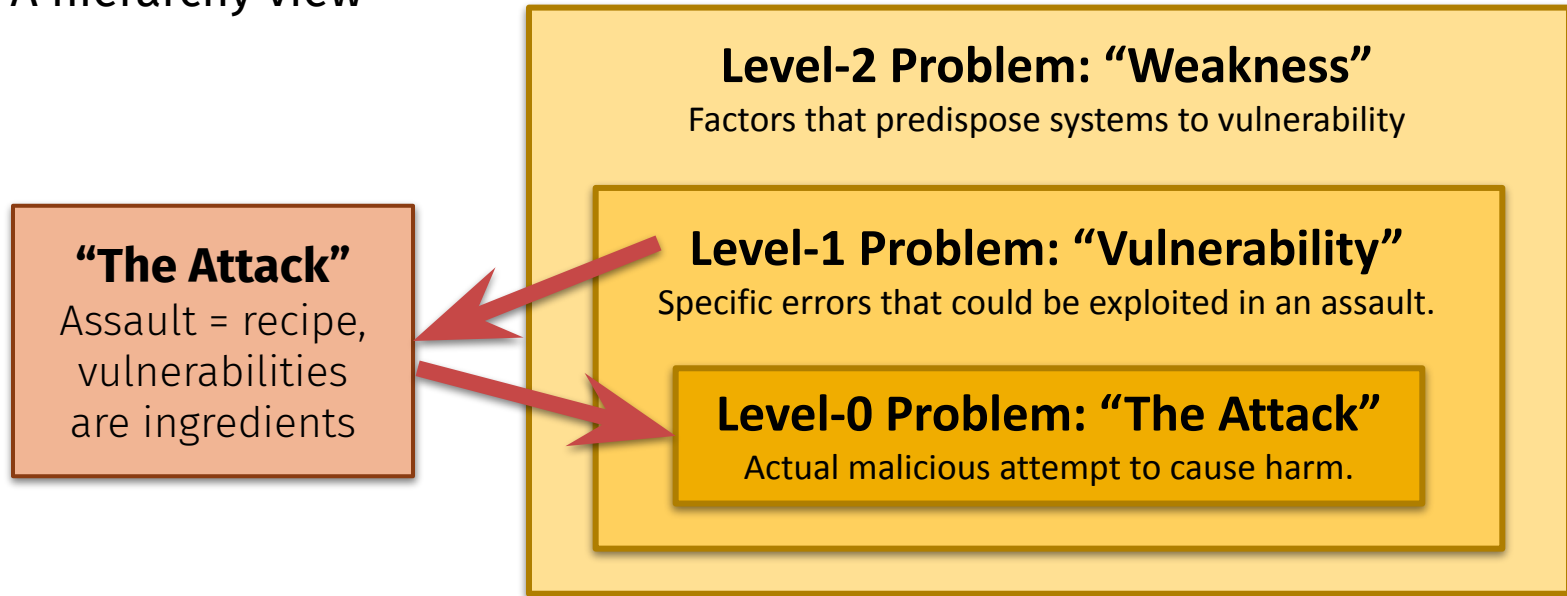 A hierarchy view
Level-2 Problem: “Weakness”
Factors that predispose systems to vulnerability
“The Attack”
Assault = recipe,
vulnerabilities
are ingredients
Level-1 Problem: “Vulnerability”
Specific errors that could be exploited in an assault.
Level-0 Problem: “The Attack”
Actual malicious attempt to cause harm.